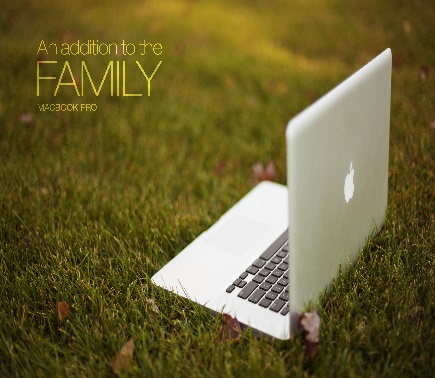 An addition to the
FAMILY
MACBOOK PRO